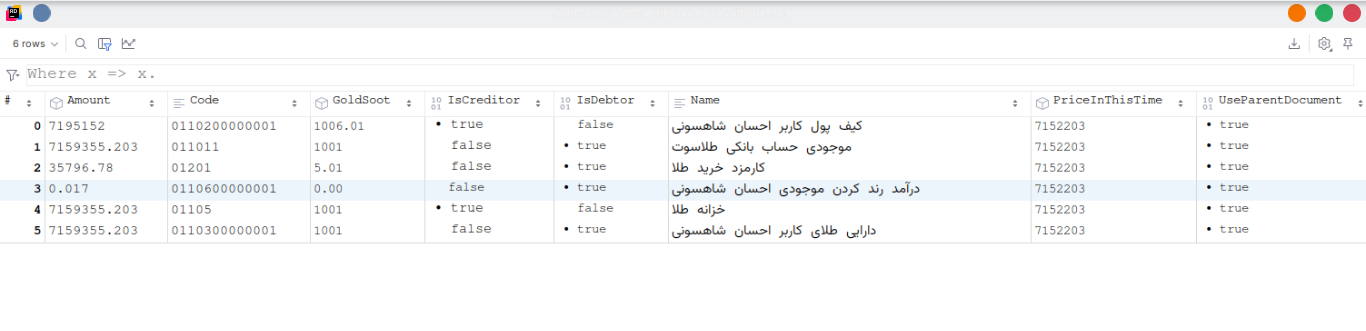 6 rows
Where x => x.
# Amount Code GoldSoot IsCreditor IsDebtor Name PriceInThisTime UseParentDocument
0 7195152 0110200000001 1006.01 • true false کیف پول کاربر احسان شاهسونی 7152203 • true
1 7159355.203 011011 1001 false • true موجودی حساب بانکی طلاسوت 7152203 • true
2 35796.78 01201 5.01 false • true کارمزد خرید طلا 7152203 • true
3 0.017 0110600000001 0.00 false • true درآمد رند کردن موجودی احسان شاهسونی 7152203 • true
4 7159355.203 01105 1001 • true false خزانه طلا 7152203 • true
5 7159355.203 0110300000001 1001 false • true دارایی طلای کاربر احسان شاهسونی 7152203 • true